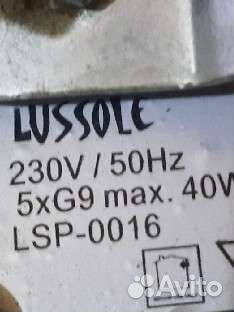 LUSSOLE
230V / 50Hz
5xG9 max. 40W
LSP-0016
Avito